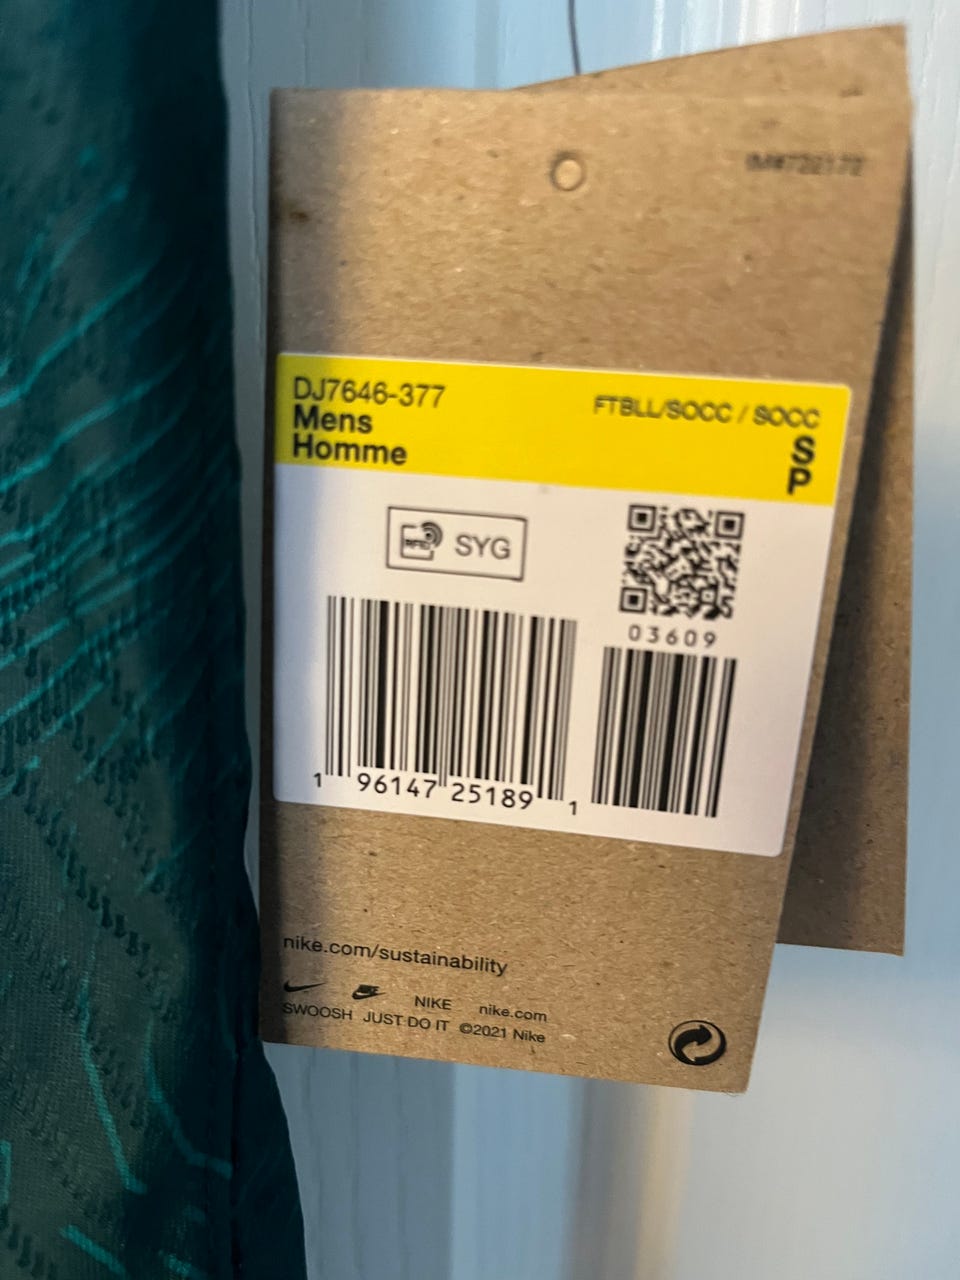 DJ7646-377
Mens
Homme
FTBLL/SOCC / SOCC
S
P
RFID SYG
03609
1 96147 25189 1
nike.com/sustainability
NIKE nike.com
SWOOSH JUST DO IT ©2021 Nike